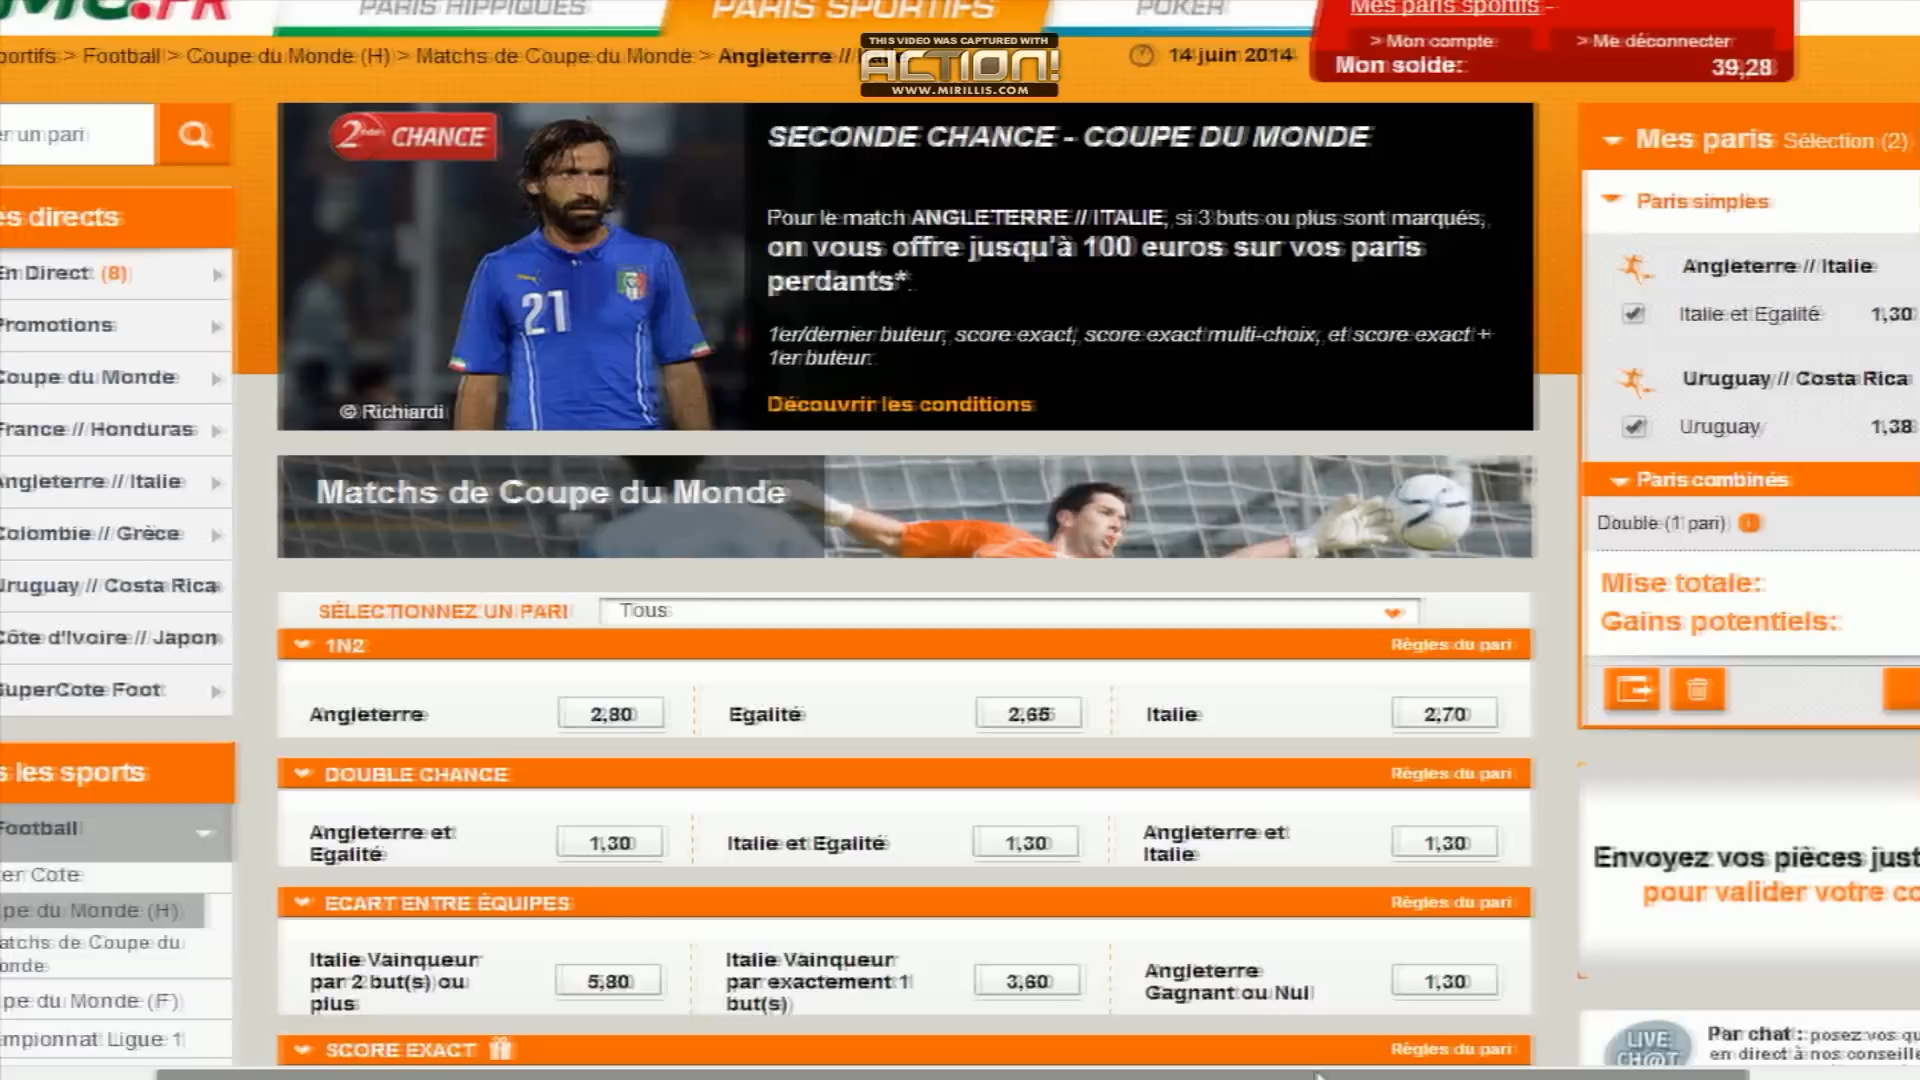 PARIS HIPPIQUES
PARIS SPORTIFS
POKER
Mes paris sportifs
> Mon compte
> Me déconnecter
Mon solde:
39,28
> Football > Coupe du Monde (H) > Matchs de Coupe du Monde > Angleterre //
THIS VIDEO WAS CAPTURED WITH
ACTION!
WWW.MIRILLIS.COM
14 juin 2014
un pari
directs
En Direct (8)
Promotions
Coupe du Monde
France // Honduras
Angleterre // Italie
Colombie // Grèce
Uruguay // Costa Rica
Côte d'Ivoire // Japon
SuperCote Foot
les sports
Football
Cote
pe du Monde (H)
atchs de Coupe du
onde
pe du Monde (F)
mpionnat Ligue 1
2nde CHANCE
21
© Richiardi
SECONDE CHANCE - COUPE DU MONDE
Pour le match ANGLETERRE // ITALIE, si 3 buts ou plus sont marqués,
on vous offre jusqu'à 100 euros sur vos paris
perdants*
1er/dernier buteur, score exact, score exact multi-choix, et score exact +
1er buteur.
Découvrir les conditions
Matchs de Coupe du Monde
SÉLECTIONNEZ UN PARI
Tous
1N2
Règles du pari
Angleterre
2,80
Egalité
2,65
Italie
2,70
DOUBLE CHANCE
Règles du pari
Angleterre et
Egalité
1,30
Italie et Egalité
1,30
Angleterre et
Italie
1,30
ECART ENTRE ÉQUIPES
Règles du pari
Italie Vainqueur
par 2 but(s) ou
plus
5,80
Italie Vainqueur
par exactement 1
but(s)
3,60
Angleterre
Gagnant ou Nul
1,30
SCORE EXACT
Règles du pari
Mes paris Sélection (2)
Paris simples
Angleterre // Italie
Italie et Egalité
1,30
Uruguay // Costa Rica
Uruguay
1,38
Paris combinés
Double (1 pari)
Mise totale:
Gains potentiels:
Envoyez vos pièces just
pour valider votre co
LIVE
CH@T
Par chat : posez vos qu
en direct à nos conseille